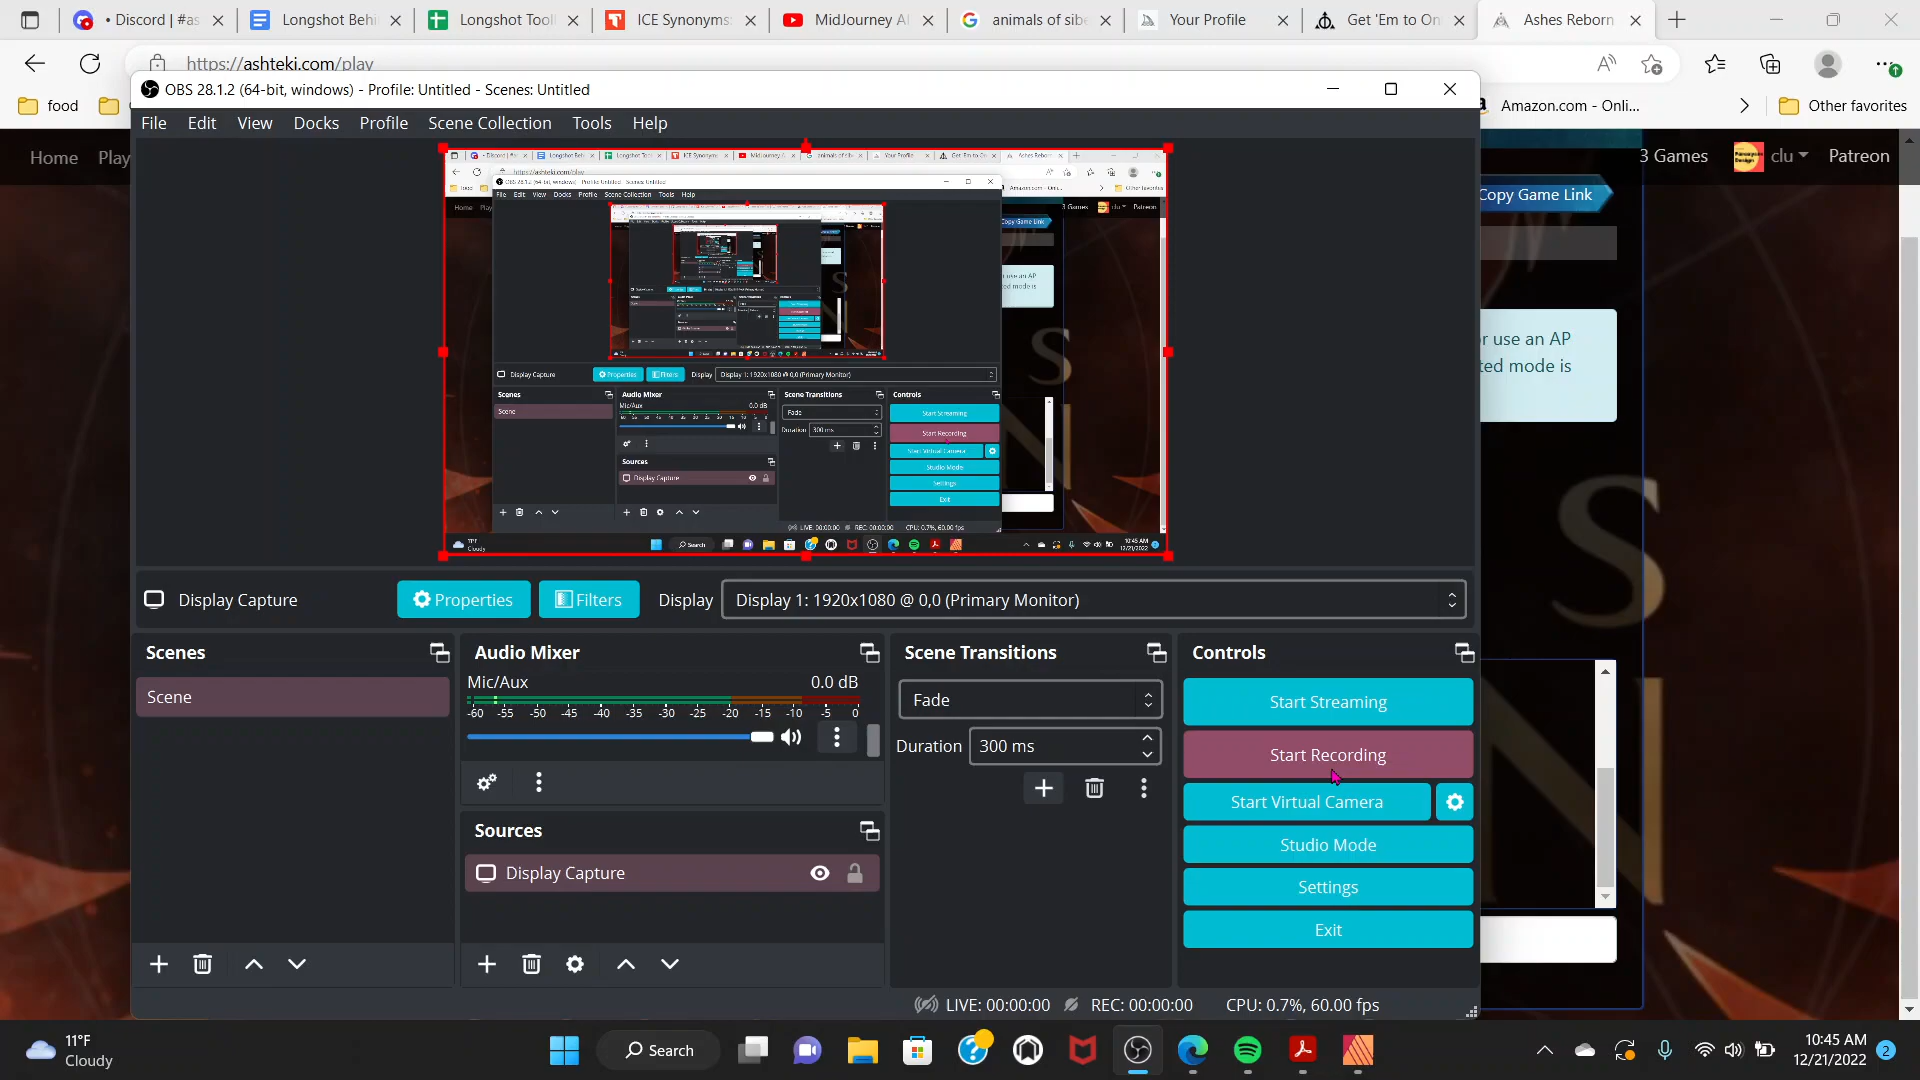 • Discord | #as
Longshot Behi
Longshot Tooll
ICE Synonyms:
MidJourney AI
animals of sibe
Your Profile
Get 'Em to On
Ashes Reborn
https://ashteki.com/play
food
Amazon.com - Onli...
Other favorites
OBS 28.1.2 (64-bit, windows) - Profile: Untitled - Scenes: Untitled
File Edit View Docks Profile Scene Collection Tools Help
Home Play
3 Games clu Patreon
Copy Game Link
r use an AP
ted mode is
Display Capture
Properties
Filters
Display
Display 1: 1920x1080 @ 0,0 (Primary Monitor)
Scenes
Scene
Audio Mixer
Mic/Aux 0.0 dB
-60 -55 -50 -45 -40 -35 -30 -25 -20 -15 -10 -5 0
Sources
Display Capture
Scene Transitions
Fade
Duration 300 ms
Controls
Start Streaming
Start Recording
Start Virtual Camera
Studio Mode
Settings
Exit
LIVE: 00:00:00 REC: 00:00:00 CPU: 0.7%, 60.00 fps
11°F
Cloudy
Search
10:45 AM
12/21/2022
2